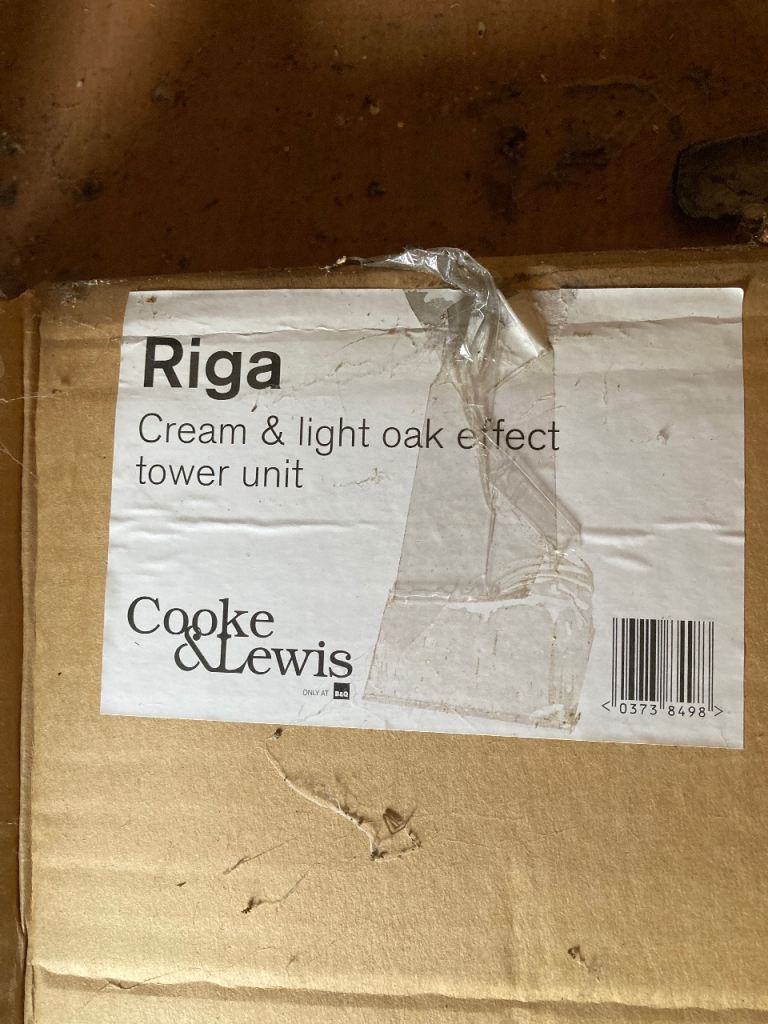 Riga
Cream & light oak effect
tower unit
Cooke
&Lewis
ONLY AT B&Q
<0373 8498>